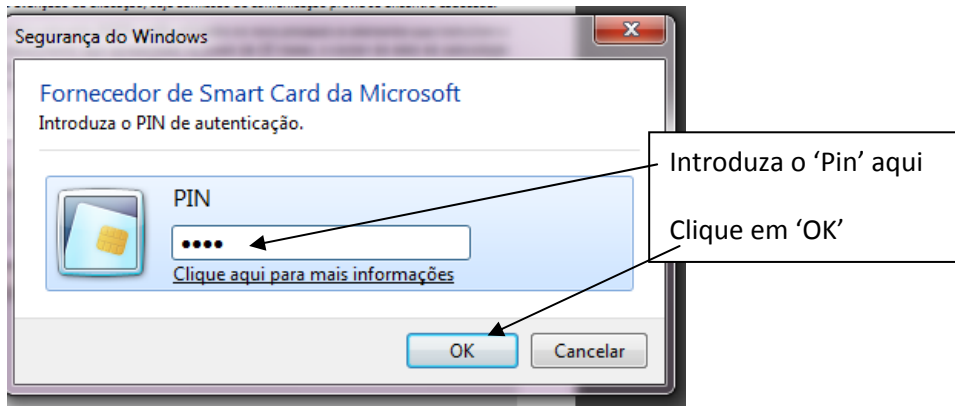 Segurança do Windows
Fornecedor de Smart Card da Microsoft
Introduza o PIN de autenticação.
PIN
••••
Clique aqui para mais informações
OK
Cancelar
Introduza o ‘Pin’ aqui
Clique em ‘OK’